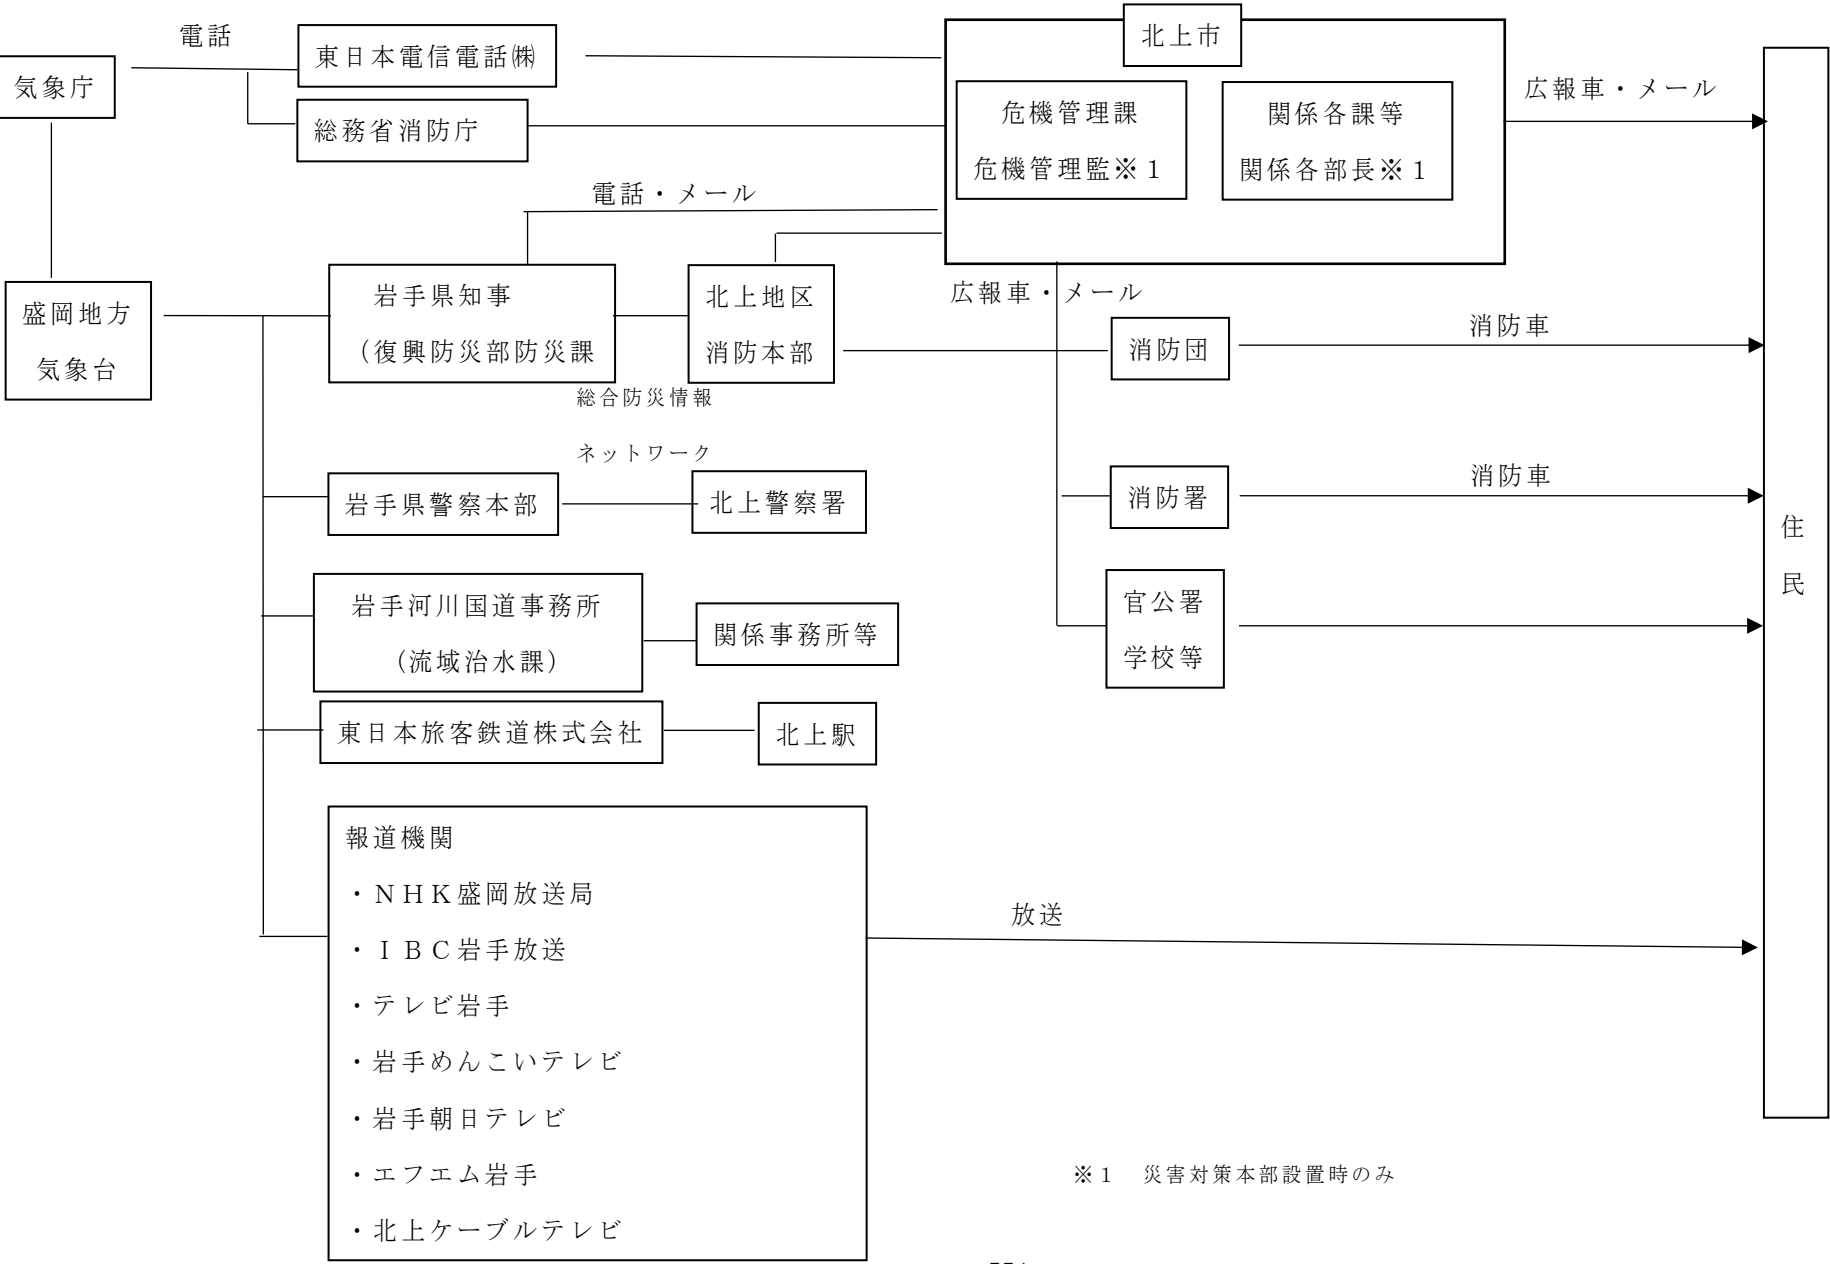 電話
気象庁
東日本電信電話㈱
総務省消防庁
北上市
危機管理課
危機管理監※１
関係各課等
関係各部長※１
広報車・メール
電話・メール
盛岡地方
気象台
岩手県知事
（復興防災部防災課
北上地区
消防本部
広報車・メール
総合防災情報
ネットワーク
消防団
消防車
岩手県警察本部
北上警察署
消防署
消防車
岩手河川国道事務所
（流域治水課）
関係事務所等
官公署
学校等
東日本旅客鉄道株式会社
北上駅
住
民
報道機関
・ＮＨＫ盛岡放送局
・ＩＢＣ岩手放送
・テレビ岩手
・岩手めんこいテレビ
・岩手朝日テレビ
・エフエム岩手
・北上ケーブルテレビ
放送
※１　災害対策本部設置時のみ